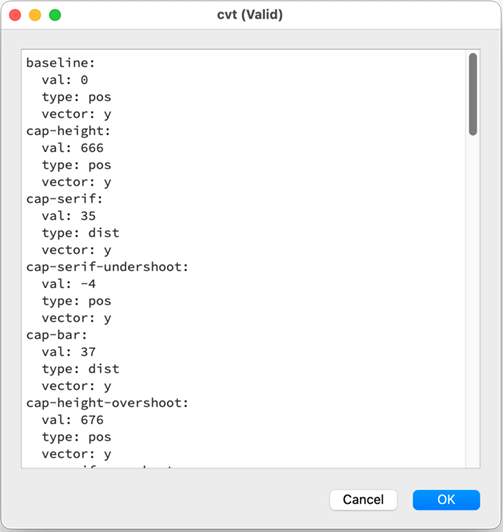 cvt (Valid)
baseline:
  val: 0
  type: pos
  vector: y
cap-height:
  val: 666
  type: pos
  vector: y
cap-serif:
  val: 35
  type: dist
  vector: y
cap-serif-undershoot:
  val: -4
  type: pos
  vector: y
cap-bar:
  val: 37
  type: dist
  vector: y
cap-height-overshoot:
  val: 676
  type: pos
  vector: y
Cancel
OK